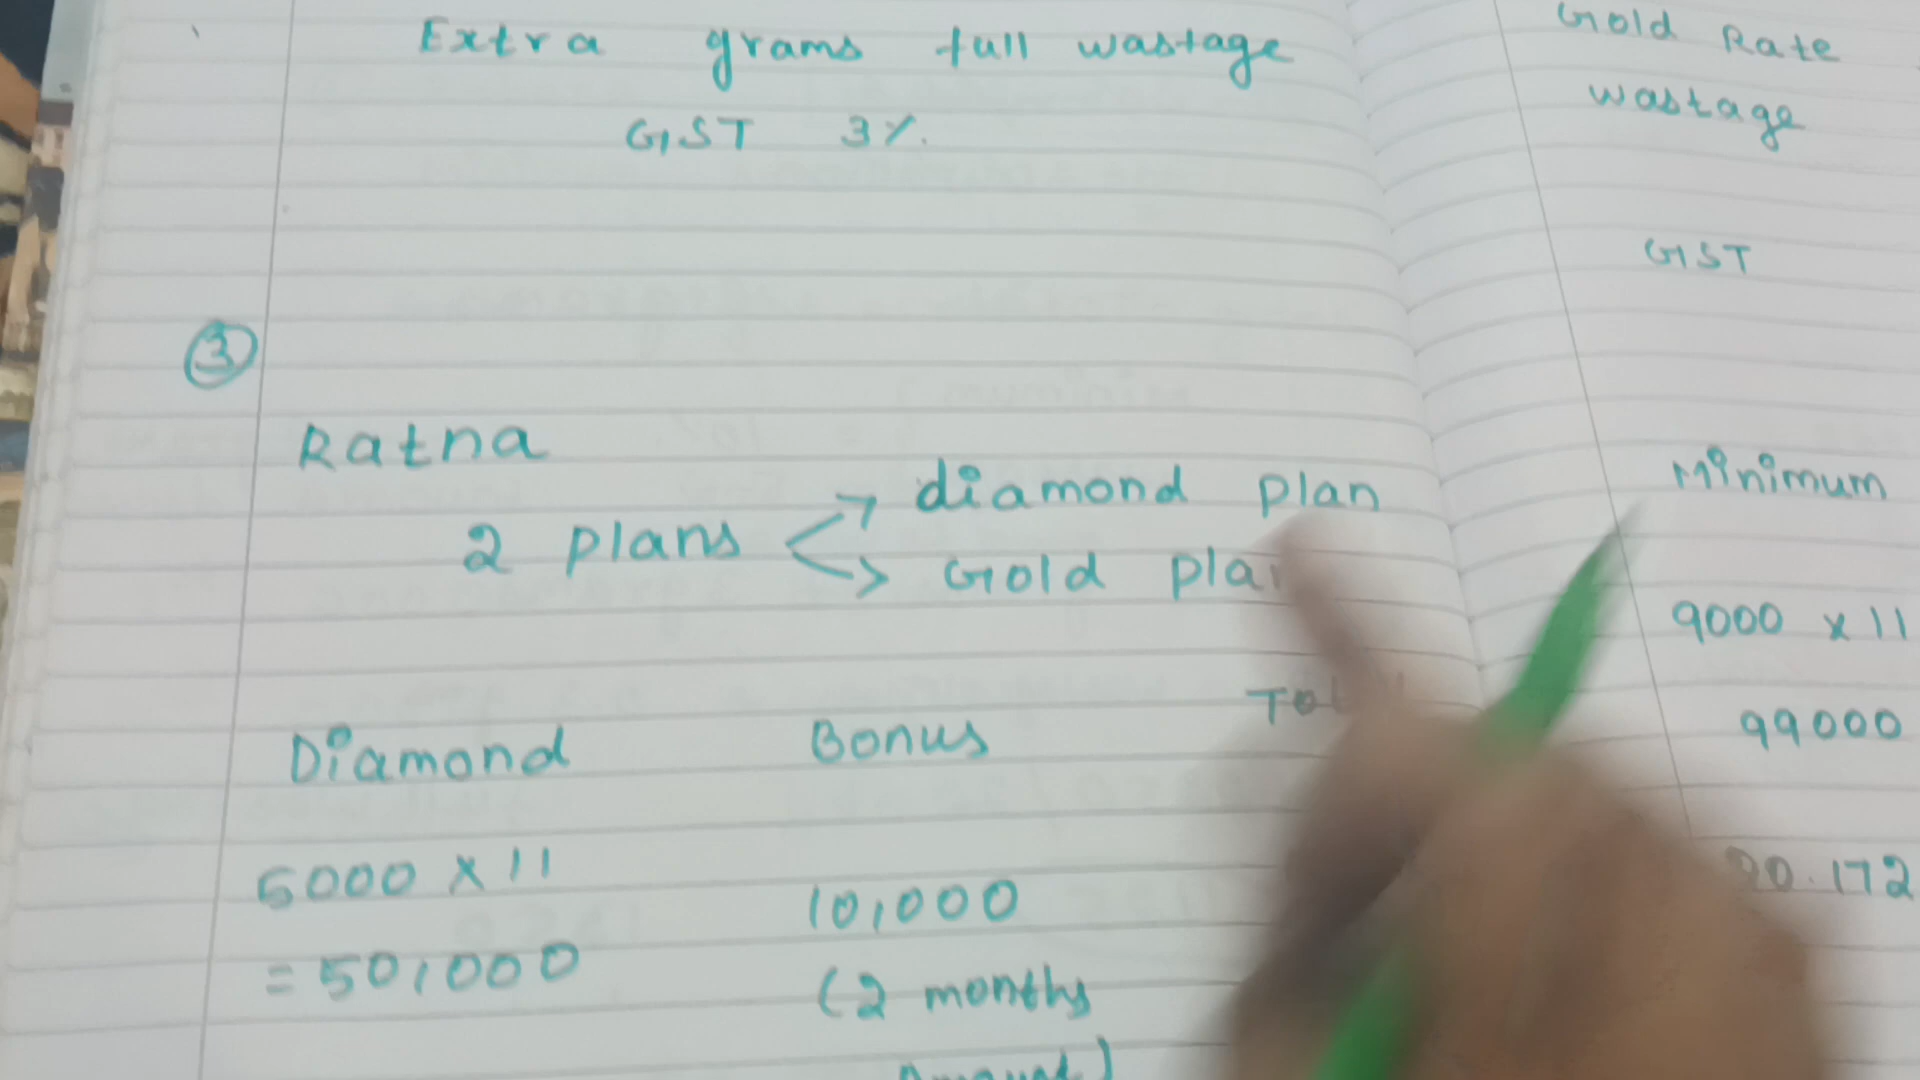 Extra grams full wastage
GST 3%.
3
Ratna
2 plans
diamond plan
Gold
Diamond Bonus
5000 x 11
10,000
= 50,000
(2 months
Amount)
Gold Rate
wastage
GST
Minimum
9000 x 11
99000